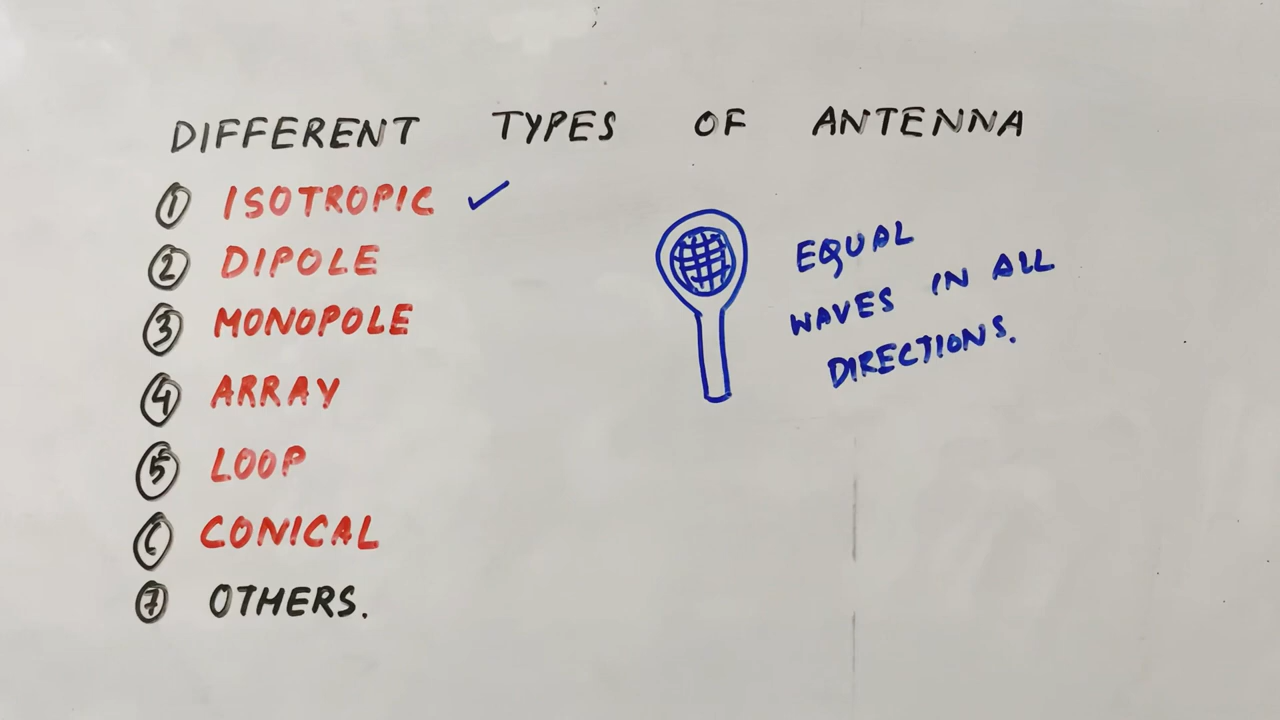 DIFFERENT TYPES OF ANTENNA
① ISOTROPIC ✓
② DIPOLE
③ MONOPOLE
④ ARRAY
⑤ LOOP
⑥ CONICAL
⑦ OTHERS.
EQUAL
WAVES IN ALL
DIRECTIONS.